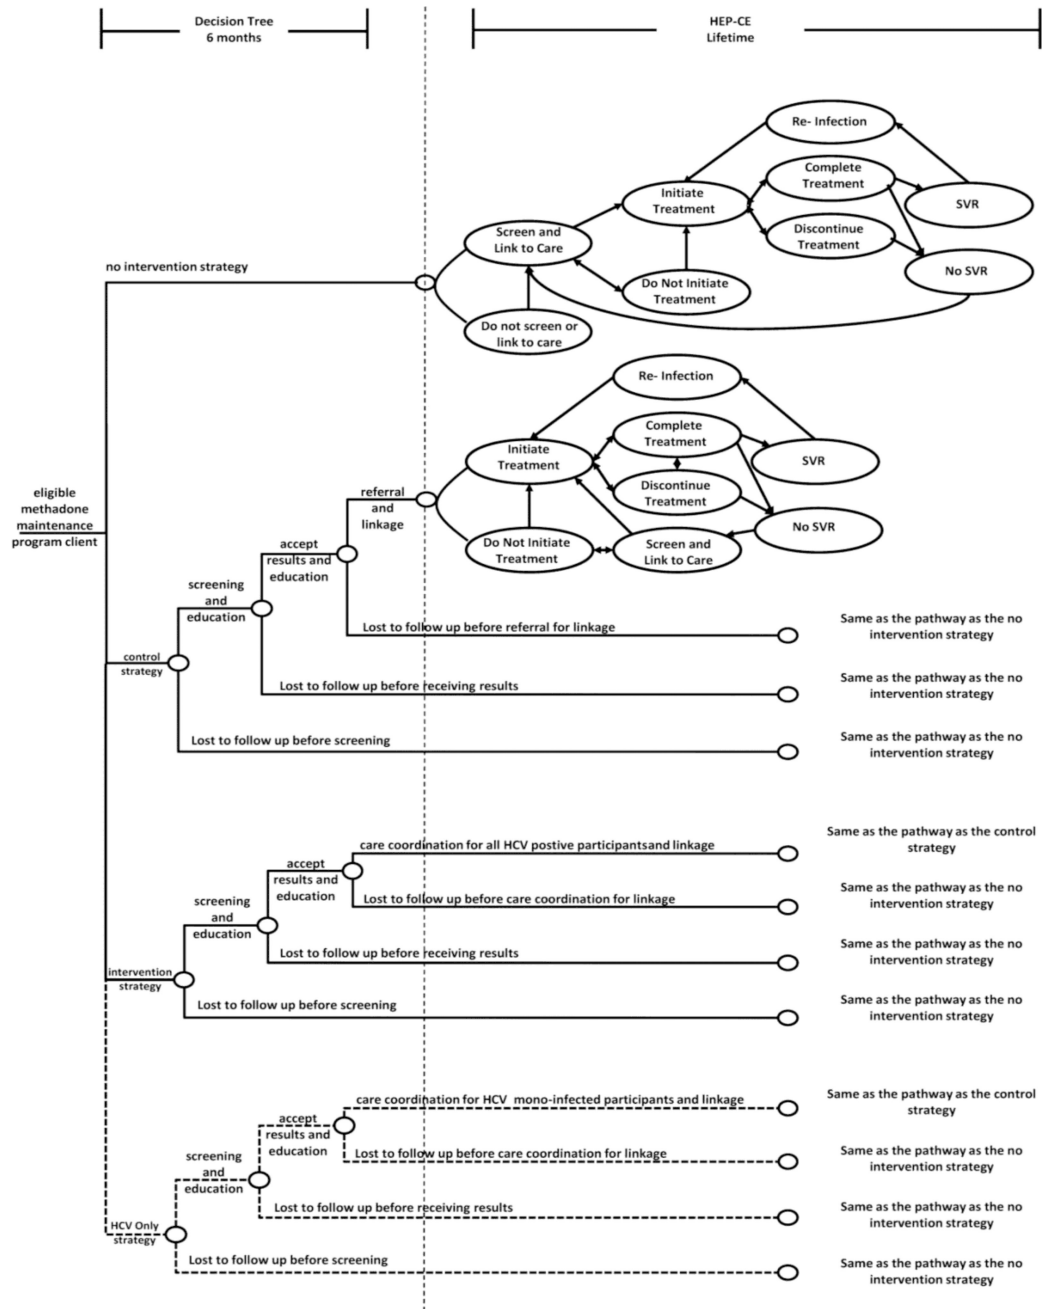 Decision Tree
6 months
HEP-CE
Lifetime
Re- Infection
Complete
Treatment
Initiate
Treatment
SVR
Discontinue
Treatment
Screen and
Link to Care
No SVR
no intervention strategy
Do Not Initiate
Treatment
Do not screen or
link to care
Re- Infection
Complete
Treatment
Initiate
Treatment
SVR
Discontinue
Treatment
eligible
methadone
maintenance
program client
referral
and
linkage
No SVR
Do Not Initiate
Treatment
Screen and
Link to Care
accept
results and
education
screening
and
education
Lost to follow up before referral for linkage
Same as the pathway as the no
intervention strategy
control
strategy
Lost to follow up before receiving results
Same as the pathway as the no
intervention strategy
Lost to follow up before screening
Same as the pathway as the no
intervention strategy
care coordination for all HCV postive participantsand linkage
Same as the pathway as the control
strategy
accept
results and
education
Lost to follow up before care coordination for linkage
Same as the pathway as the no
intervention strategy
screening
and
education
Lost to follow up before receiving results
Same as the pathway as the no
intervention strategy
intervention
strategy
Lost to follow up before screening
Same as the pathway as the no
intervention strategy
care coordination for HCV mono-infected participants and linkage
Same as the pathway as the control
strategy
accept
results and
education
Lost to follow up before care coordination for linkage
Same as the pathway as the no
intervention strategy
screening
and
education
Lost to follow up before receiving results
Same as the pathway as the no
intervention strategy
HCV Only
strategy
Lost to follow up before screening
Same as the pathway as the no
intervention strategy